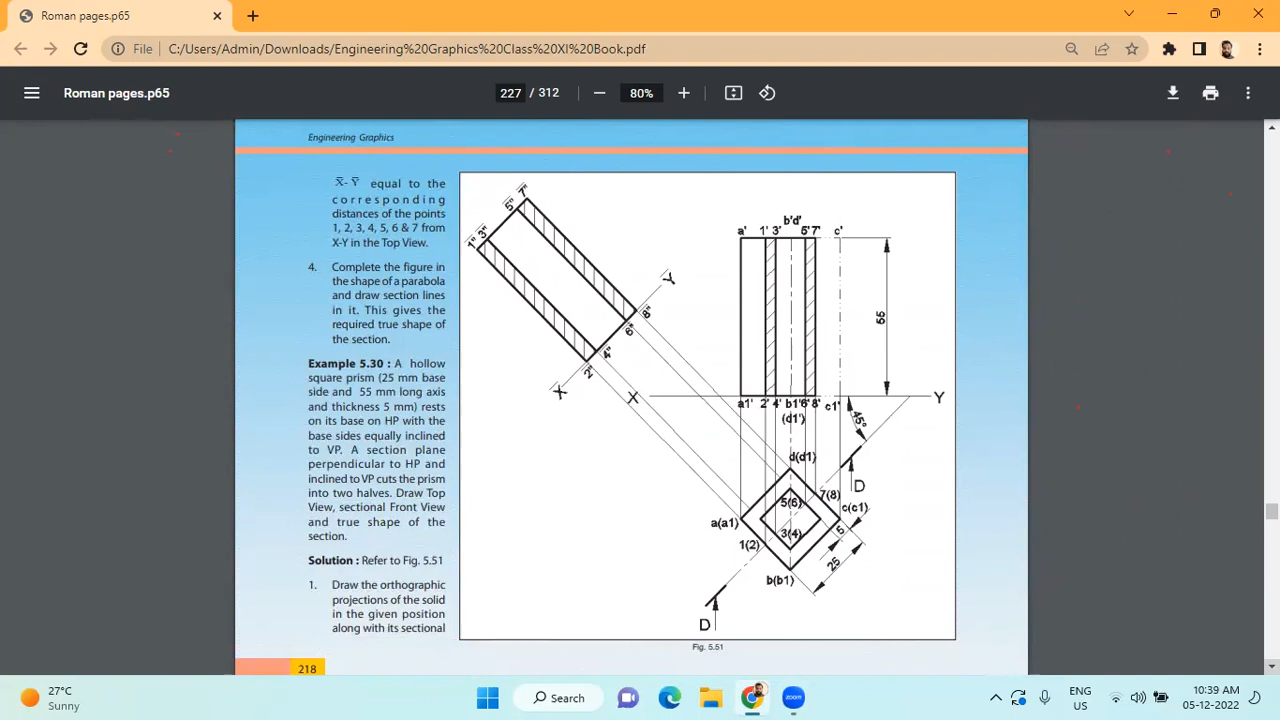 Roman pages.p65
File
C:/Users/Admin/Downloads/Engineering%20Graphics%20Class%20XI%20Book.pdf
Roman pages.p65
227 / 312
80%
Engineering Graphics
X̄-Ȳ equal to the
corresponding
distances of the points
1, 2, 3, 4, 5, 6 & 7 from
X-Y in the Top View.
4. Complete the figure in
the shape of a parabola
and draw section lines
in it. This gives the
required true shape of
the section.
Example 5.30 : A hollow
square prism (25 mm base
side and 55 mm long axis
and thickness 5 mm) rests
on its base on HP with the
base sides equally inclined
to VP. A section plane
perpendicular to HP and
inclined to VP cuts the prism
into two halves. Draw Top
View, sectional Front View
and true shape of the
section.
Solution : Refer to Fig. 5.51
1. Draw the orthographic
projections of the solid
in the given position
along with its sectional
218
1" 3"
5" 7"
2"
4"
6"
8"
X
Y
b'd'
a' 1' 3' 5' 7' c'
55
X
Y
a1' 2' 4' b1' 6' 8' c1'
(d1')
45°
d(d1)
D
5(6)
7(8)
c(c1)
a(a1)
3(4)
5
1(2)
25
b(b1)
D
Fig. 5.51
27°C
Sunny
Search
ENG
US
10:39 AM
05-12-2022